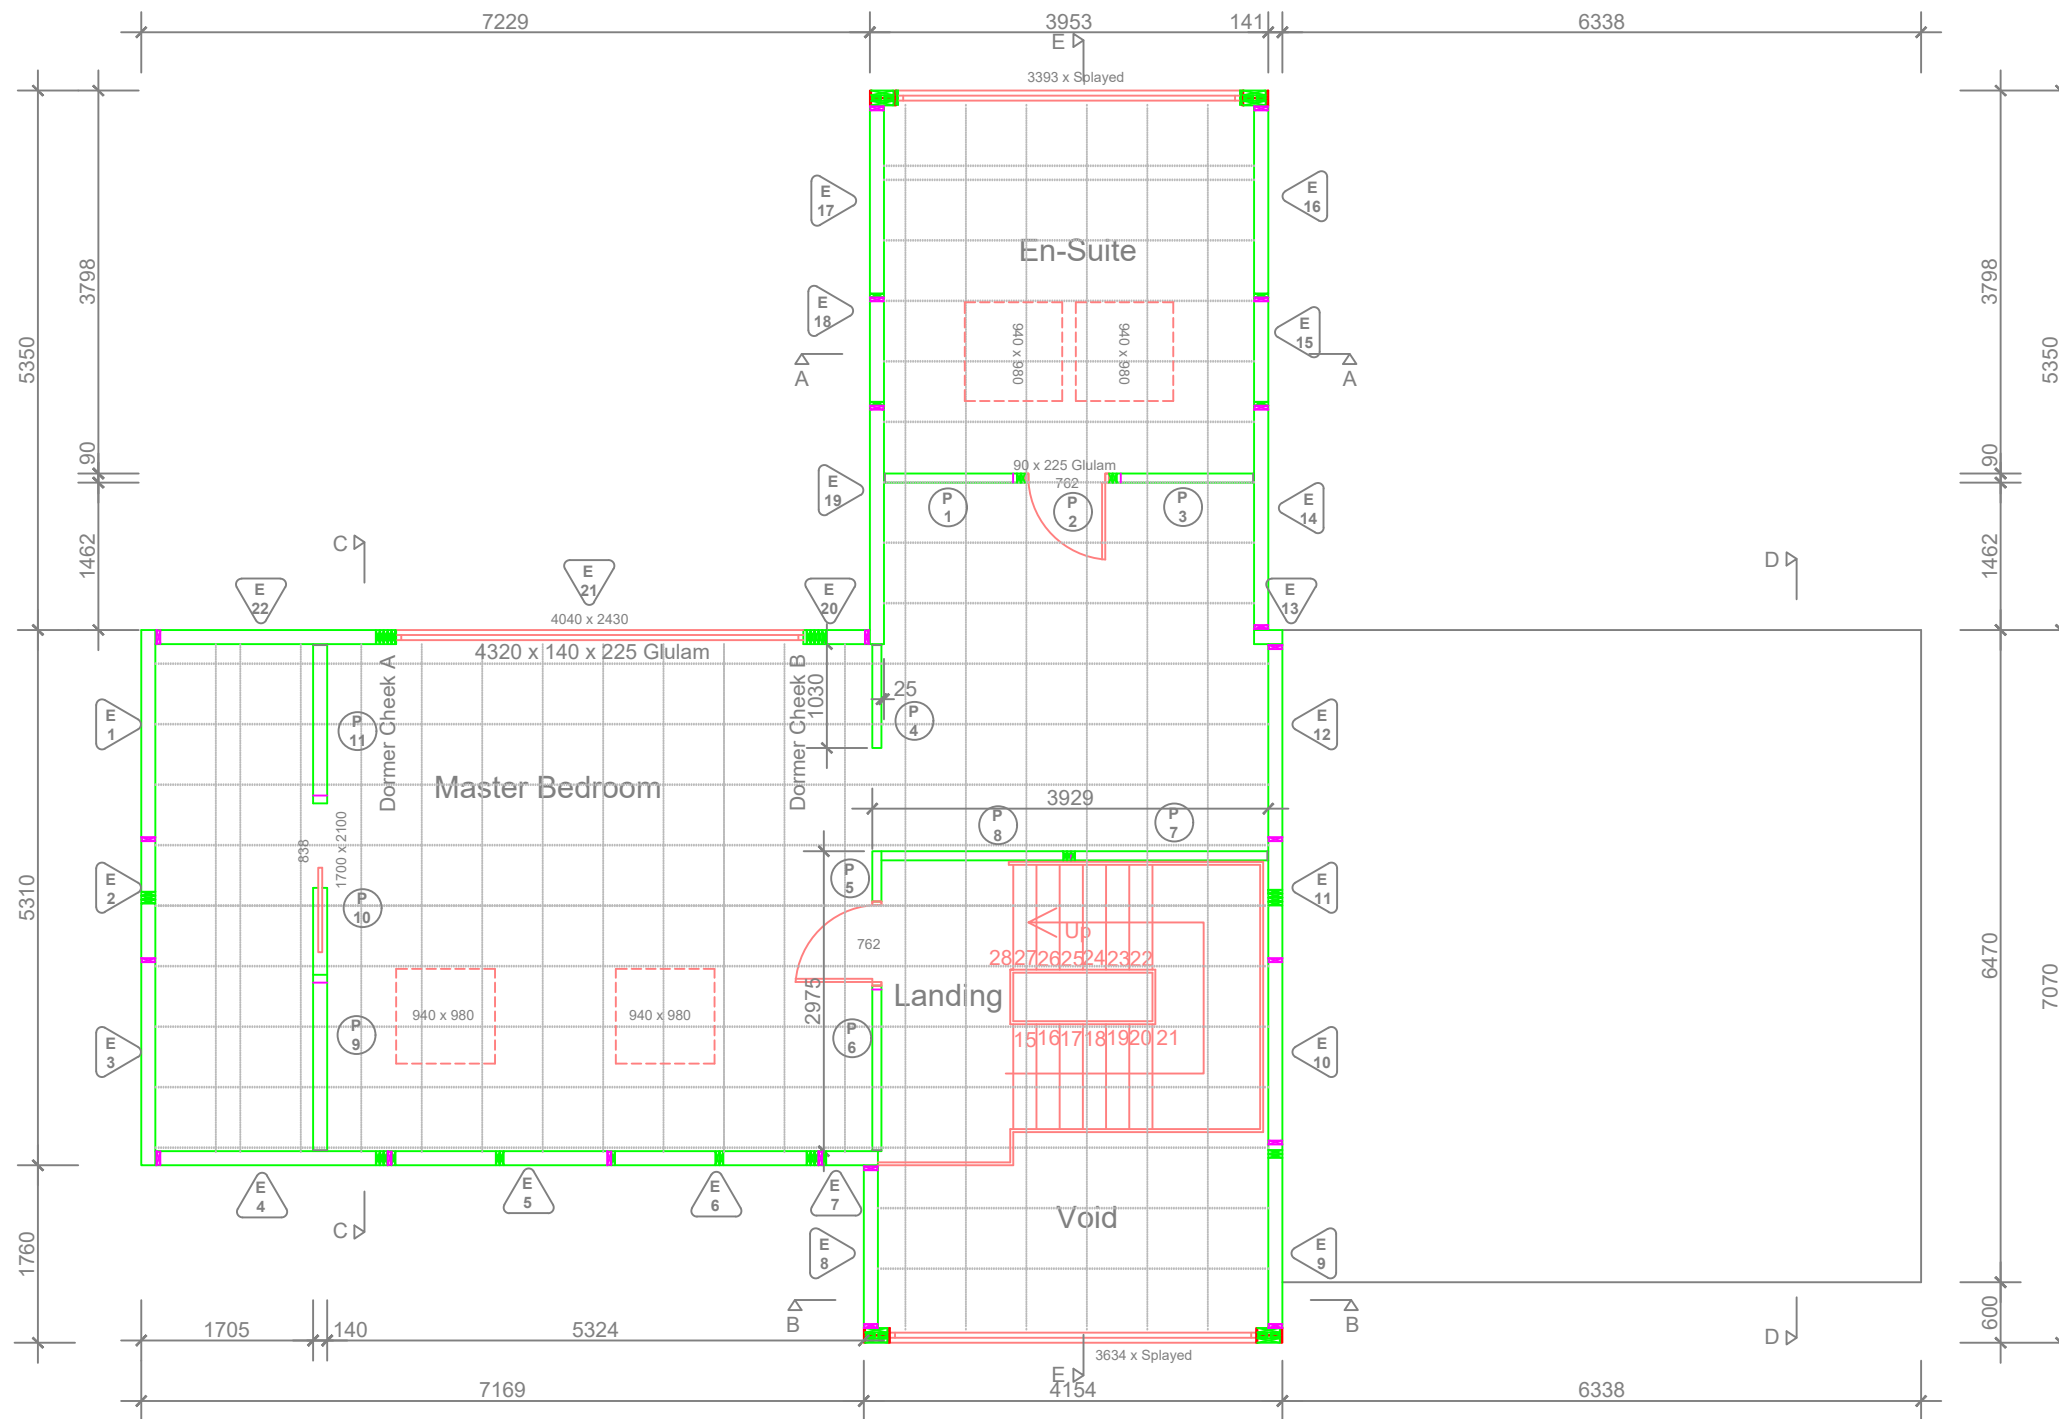 7229
3953
141
6338
E
3393 x Splayed
E
17
E
16
En-Suite
3798
3798
E
18
E
15
940 x 980
940 x 980
5350
5350
A
A
90
90
90 x 225 Glulam
762
E
19
P
1
P
2
P
3
E
14
1462
1462
C
D
E
22
E
21
E
20
E
13
4040 x 2430
4320 x 140 x 225 Glulam
Dormer Cheek A
Dormer Cheek B
1030
25
E
1
P
11
P
4
E
12
Master Bedroom
3929
P
8
P
7
838
1700 x 2100
E
2
P
10
P
5
E
11
5310
6470
7070
762
Up
28
27
26
25
24
23
22
2975
Landing
940 x 980
940 x 980
15
16
17
18
19
20
21
E
3
P
9
P
6
E
10
E
4
E
5
E
6
E
7
Void
C
E
8
E
9
1760
600
B
B
D
1705
140
5324
3634 x Splayed
E
7169
4154
6338